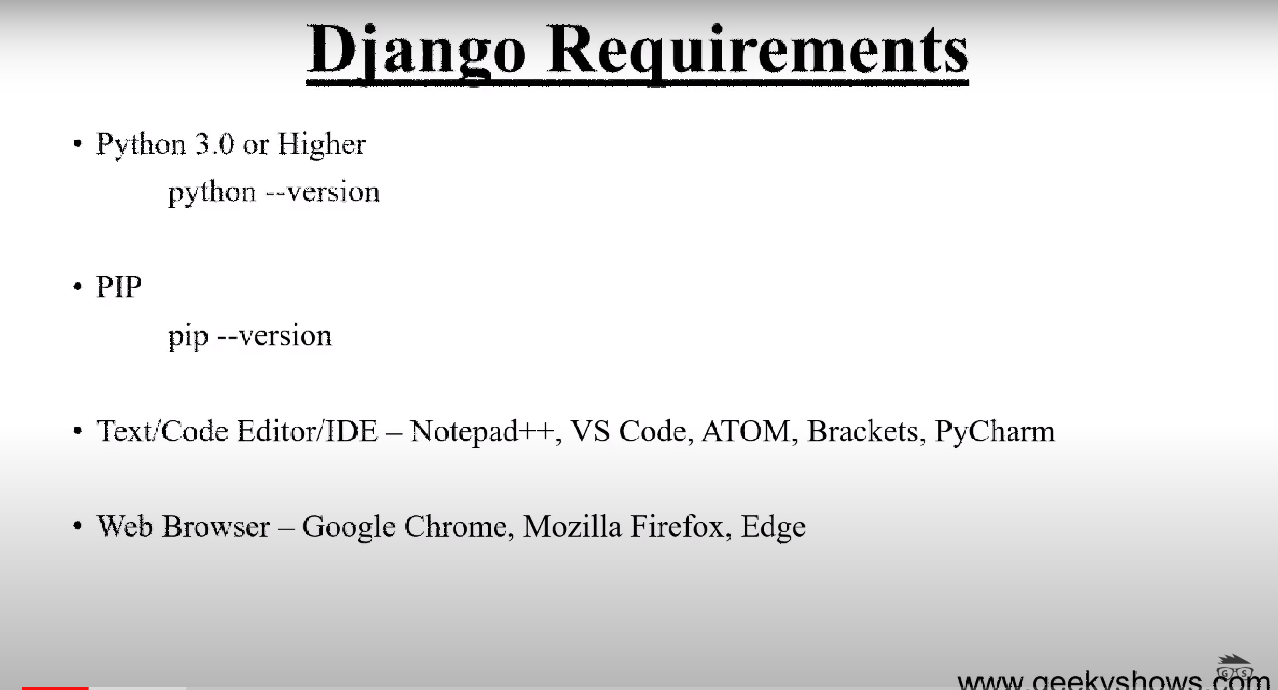 Django Requirements
• Python 3.0 or Higher
python --version
• PIP
pip --version
• Text/Code Editor/IDE – Notepad++, VS Code, ATOM, Brackets, PyCharm
• Web Browser – Google Chrome, Mozilla Firefox, Edge
GS
www.geekyshows.com